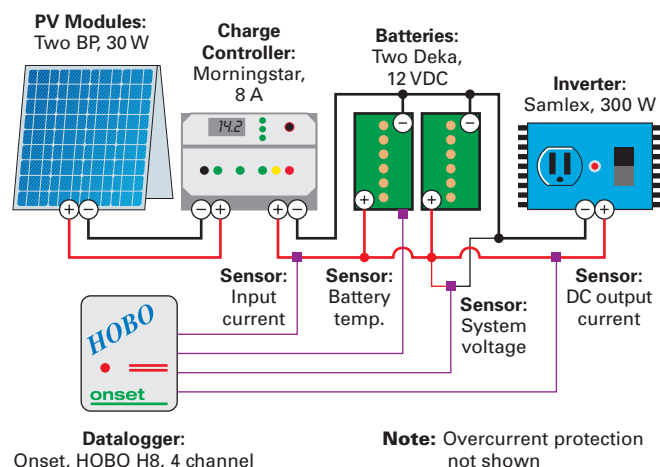 PV Modules:
Two BP, 30 W
Charge
Controller:
Morningstar,
8 A
Batteries:
Two Deka,
12 VDC
Inverter:
Samlex, 300 W
14.2
+
−
−
+
+
−
+
−
+
−
−
+
Sensor:
Input
current
Sensor:
Battery
temp.
Sensor:
System
voltage
Sensor:
DC output
current
HOBO
onset
Datalogger:
Onset, HOBO H8, 4 channel
Note: Overcurrent protection
not shown